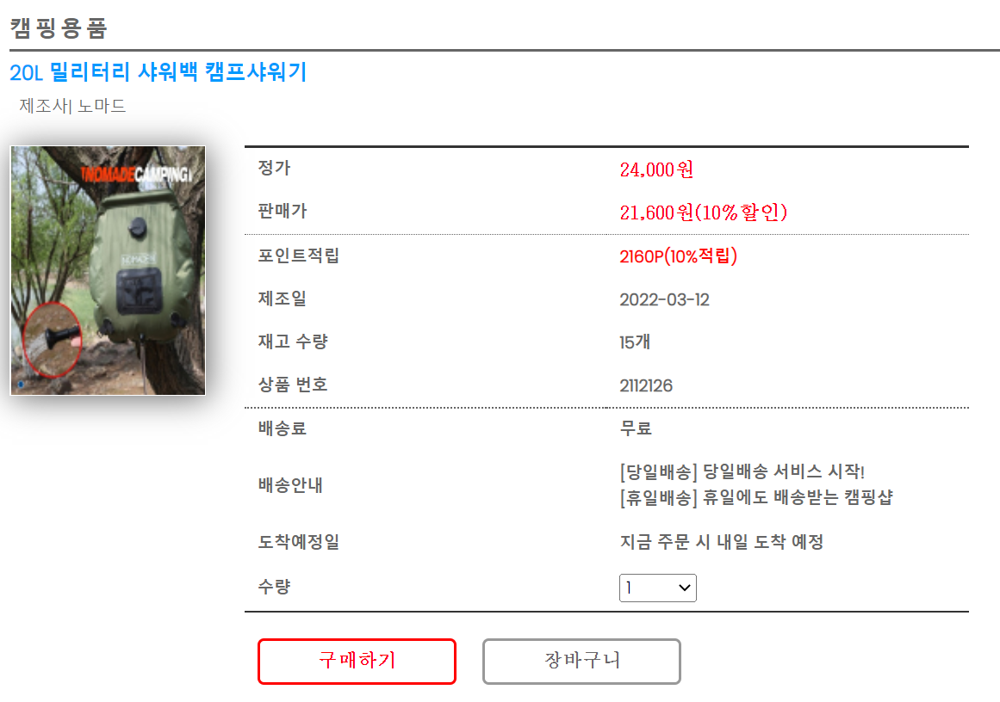 캠핑용품
20L 밀리터리 샤워백 캠프샤워기
제조사| 노마드
NOMADECAMPING
NOMADE
정가 24,000원
판매가 21,600원(10%할인)
포인트적립 2160P(10%적립)
제조일 2022-03-12
재고 수량 15개
상품 번호 2112126
배송료 무료
배송안내 [당일배송] 당일배송 서비스 시작!
[휴일배송] 휴일에도 배송받는 캠핑샵
도착예정일 지금 주문 시 내일 도착 예정
수량 1
구매하기 장바구니